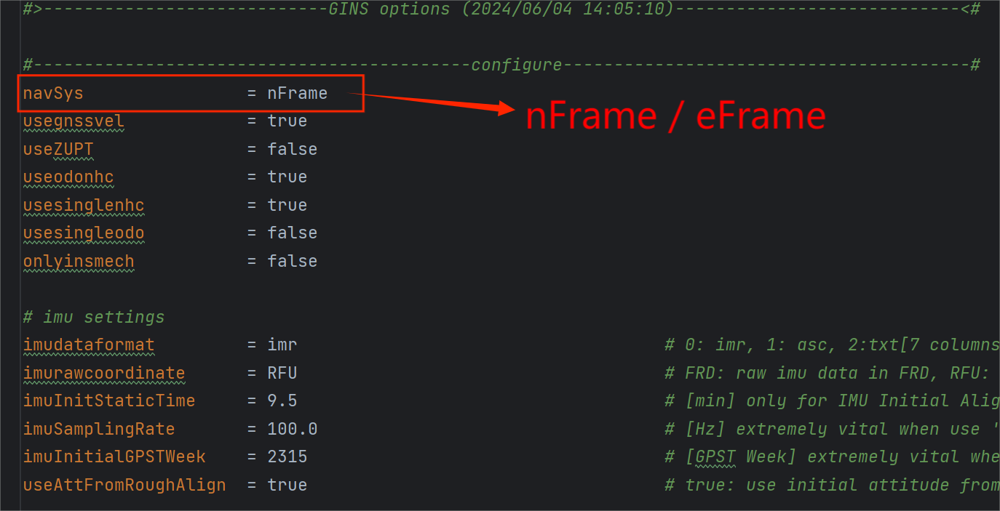 #>----------------------------GINS options (2024/06/04 14:05:10)----------------------------<#
#-------------------------------------------configure----------------------------------------#
navSys = nFrame
nFrame / eFrame
usegnssvel = true
useZUPT = false
useodonhc = true
usesinglenhc = true
usesingleodo = false
onlyinsmech = false
# imu settings
imudataformat = imr # 0: imr, 1: asc, 2:txt[7 columns
imurawcoordinate = RFU # FRD: raw imu data in FRD, RFU:
imuInitStaticTime = 9.5 # [min] only for IMU Initial Alig
imuSamplingRate = 100.0 # [Hz] extremely vital when use '
imuInitialGPSTWeek = 2315 # [GPST Week] extremely vital whe
useAttFromRoughAlign = true # true: use initial attitude from